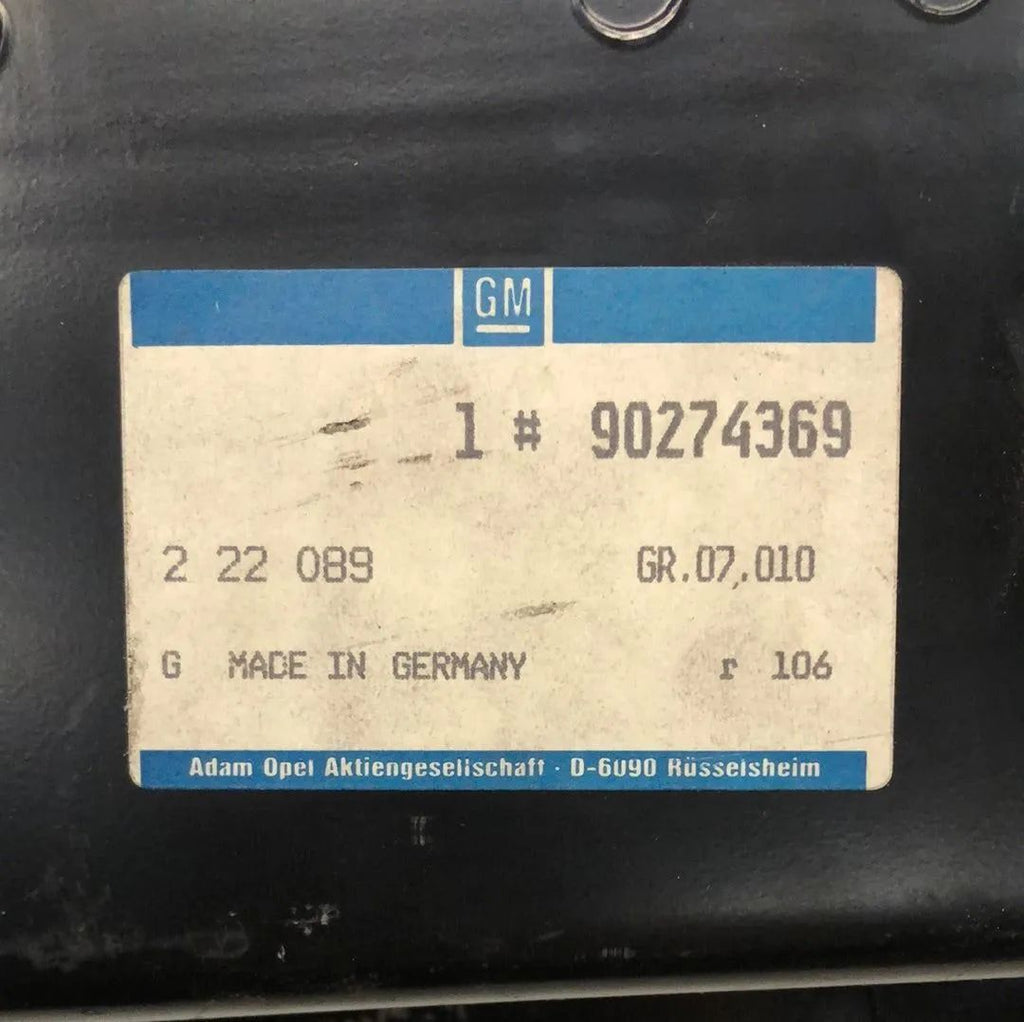 GM
1 # 90274369
2 22 089 GR.07,010
G MADE IN GERMANY r 106
Adam Opel Aktiengesellschaft · D-6090 Rüsselsheim